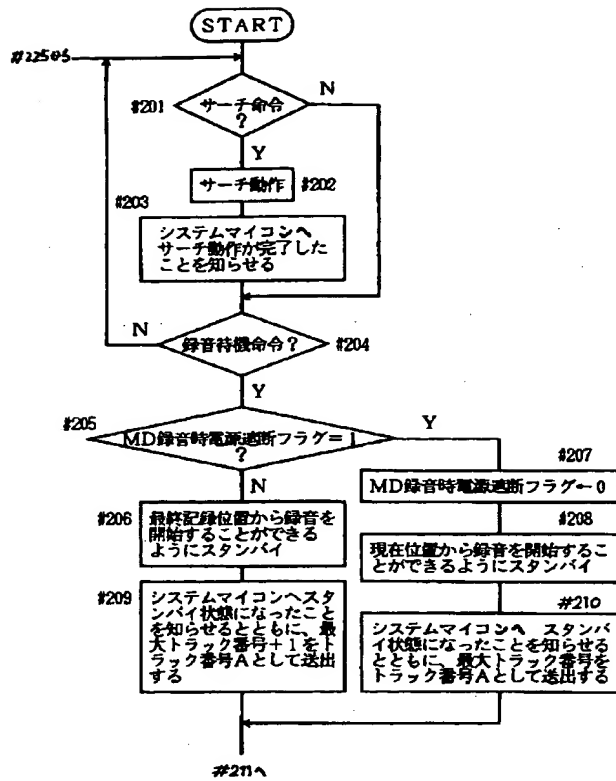 START
#225から
#201
サーチ命令
?
N
Y
サーチ動作
#202
#203
システムマイコンへ
サーチ動作が完了した
ことを知らせる
N
録音待機命令?
#204
Y
#205
MD録音時電源遮断フラグ=1
?
Y
N
#207
MD録音時電源遮断フラグ←0
#206
最終記録位置から録音を
開始することができる
ようにスタンバイ
#208
現在位置から録音を開始するこ
とができるようにスタンバイ
#209
システムマイコンへスタ
ンバイ状態になったこと
を知らせるとともに、最
大トラック番号+1をト
ラック番号Aとして送出
する
#210
システムマイコンへ スタンバ
イ状態になったことを知らせる
とともに、最大トラック番号を
トラック番号Aとして送出する
#211へ